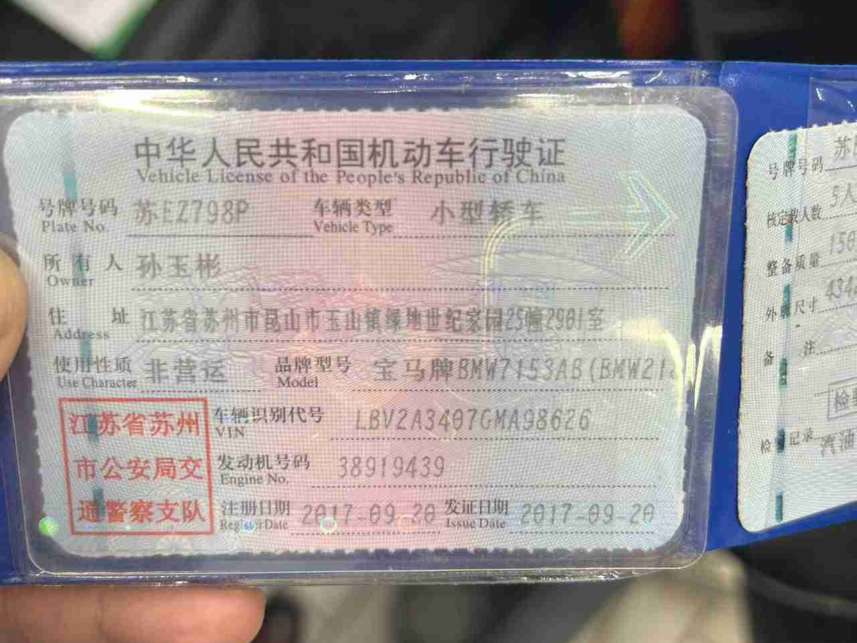 中华人民共和国机动车行驶证
Vehicle License of the People's Republic of China
号牌号码 苏EZ798P 车辆类型 小型轿车
Plate No. Vehicle Type
所有人 孙玉彬
Owner
住址 江苏省苏州市昆山市玉山镇绿地世纪家园25幢2901室
Address
使用性质 非营运 品牌型号 宝马牌BMW7153AB(BMW21
Use Character Model
江苏省苏州
市公安局交
通警察支队
车辆识别代号 LBV2A3407GMA98626
VIN
发动机号码 38919439
Engine No.
注册日期 2017-09-20 发证日期 2017-09-20
Register Date Issue Date
号牌号码 苏
核定载人数 5人
整备质量
外廓尺寸 434
备注
检
检验记录 汽油